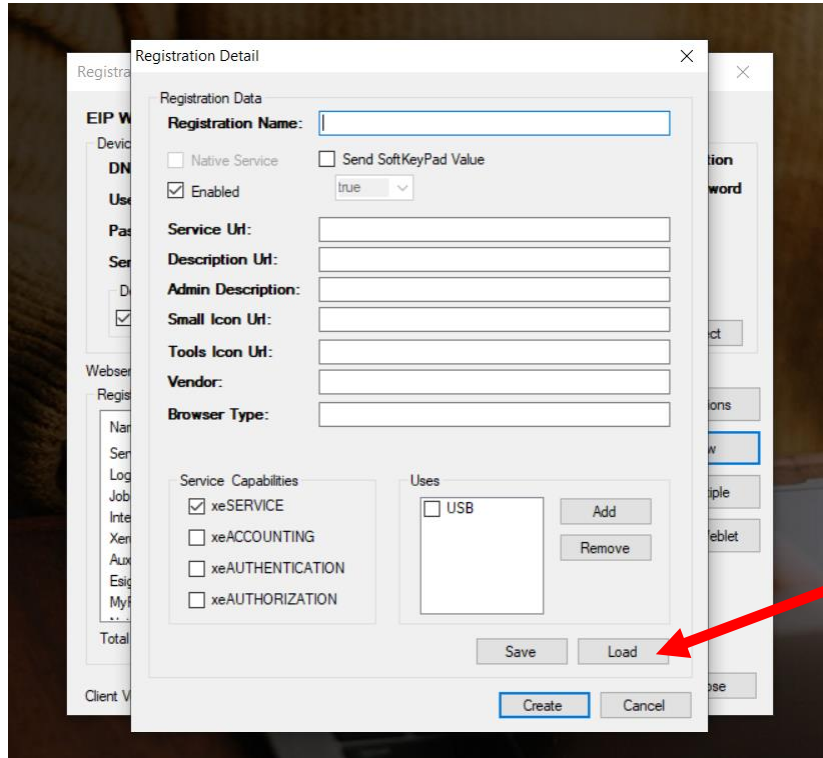 Registration Detail
Registra
Registration Data
EIP W
Registration Name:
Devic
Native Service
Send SoftKeyPad Value
tion
DN
Enabled
true
word
Use
Pas
Service Url:
Ser
Description Url:
De
Admin Description:
Small Icon Url:
ect
Tools Icon Url:
Webser
Vendor:
Regis
Browser Type:
ions
Nar
w
Ser
Log
Service Capabilities
Uses
Job
xeSERVICE
USB
Add
tiple
Inte
Xer
xeACCOUNTING
Remove
Veblet
Aux
xeAUTHENTICATION
Esig
MyF
xeAUTHORIZATION
Total
Save
Load
Client V
Create
Cancel
ose